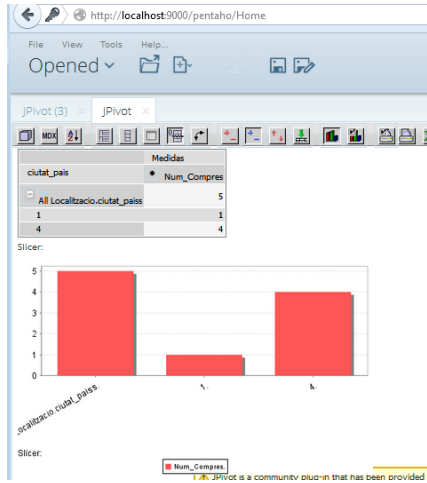 http://localhost:9000/pentaho/Home
File View Tools Help...
Opened
JPivot (3) × JPivot ×
MDX
Medidas
ciutat_pais Num_Compres
All Localitzacio.ciutat_paiss 5
1 1
4 4
Slicer:
5
4
3
2
1
0
.ocalitzacio.ciutat_paiss. 1. 4.
Slicer:
Num_Compres.
JPivot is a community plug-in that has been provided